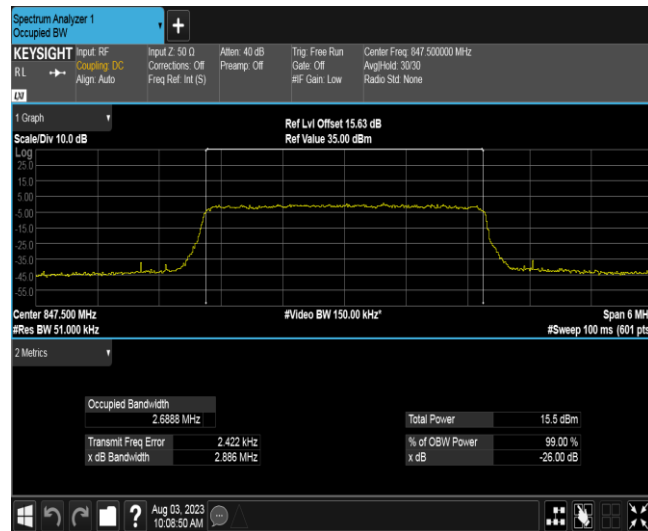 Spectrum Analyzer 1
Occupied BW
+
KEYSIGHT
RL
LXI
Input: RF
Coupling: DC
Align: Auto
Input Z: 50 Ω
Corrections: Off
Freq Ref: Int (S)
Atten: 40 dB
Preamp: Off
Trig: Free Run
Gate: Off
#IF Gain: Low
Center Freq: 847.500000 MHz
Avg|Hold: 30/30
Radio Std: None
1 Graph
Scale/Div 10.0 dB
Ref Lvl Offset 15.63 dB
Ref Value 35.00 dBm
Log
25.0
15.0
5.00
-5.00
-15.0
-25.0
-35.0
-45.0
-55.0
Center 847.500 MHz
#Res BW 51.000 kHz
#Video BW 150.00 kHz*
Span 6 MH
#Sweep 100 ms (601 pts
2 Metrics
Occupied Bandwidth
2.6888 MHz
Transmit Freq Error 2.422 kHz
x dB Bandwidth 2.886 MHz
Total Power 15.5 dBm
% of OBW Power 99.00 %
x dB -26.00 dB
?
Aug 03, 2023
10:08:50 AM